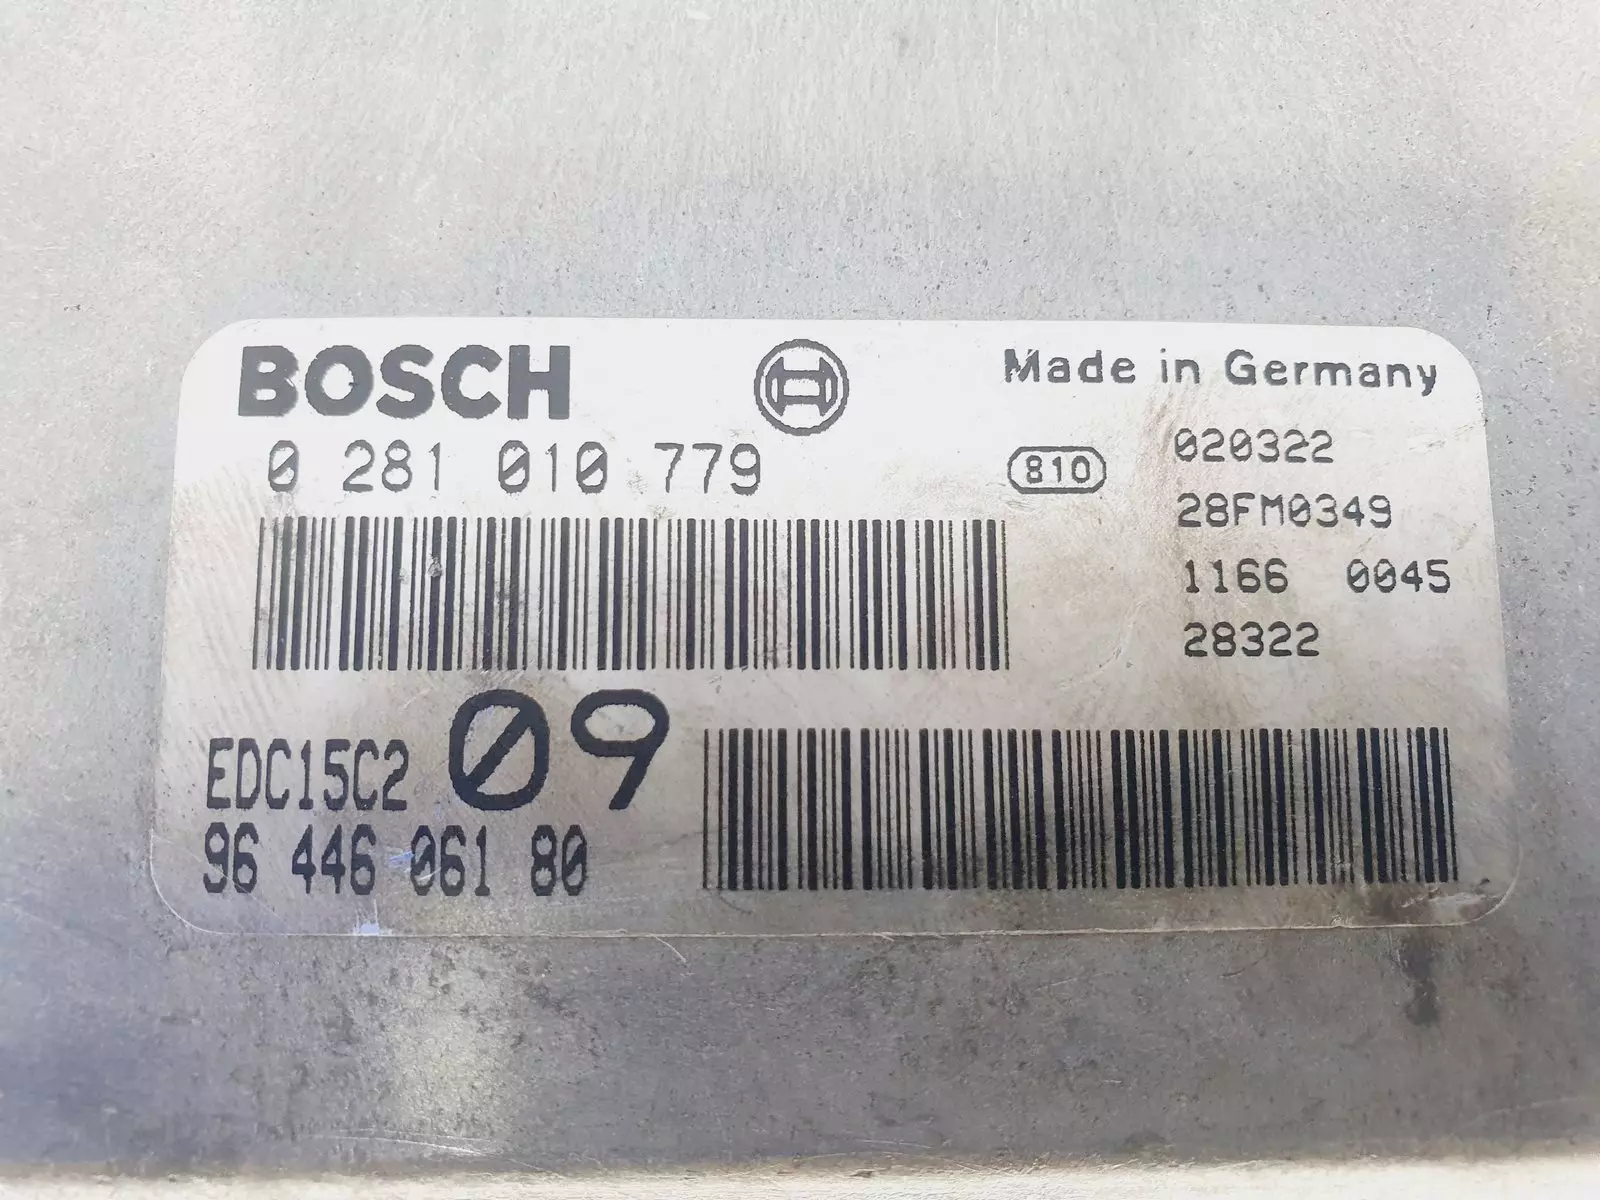 BOSCH
Made in Germany
0 281 010 779
810
020322
28FM0349
1166 0045
28322
EDC15C2 09
96 446 061 80